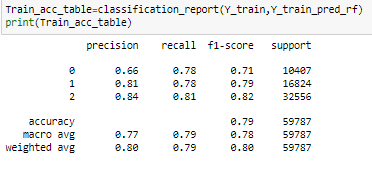 Train_acc_table=classification_report(Y_train,Y_train_pred_rf)
print(Train_acc_table)
precision recall f1-score support
0 0.66 0.78 0.71 10407
1 0.81 0.78 0.79 16824
2 0.84 0.81 0.82 32556
accuracy 0.79 59787
macro avg 0.77 0.79 0.78 59787
weighted avg 0.80 0.79 0.80 59787